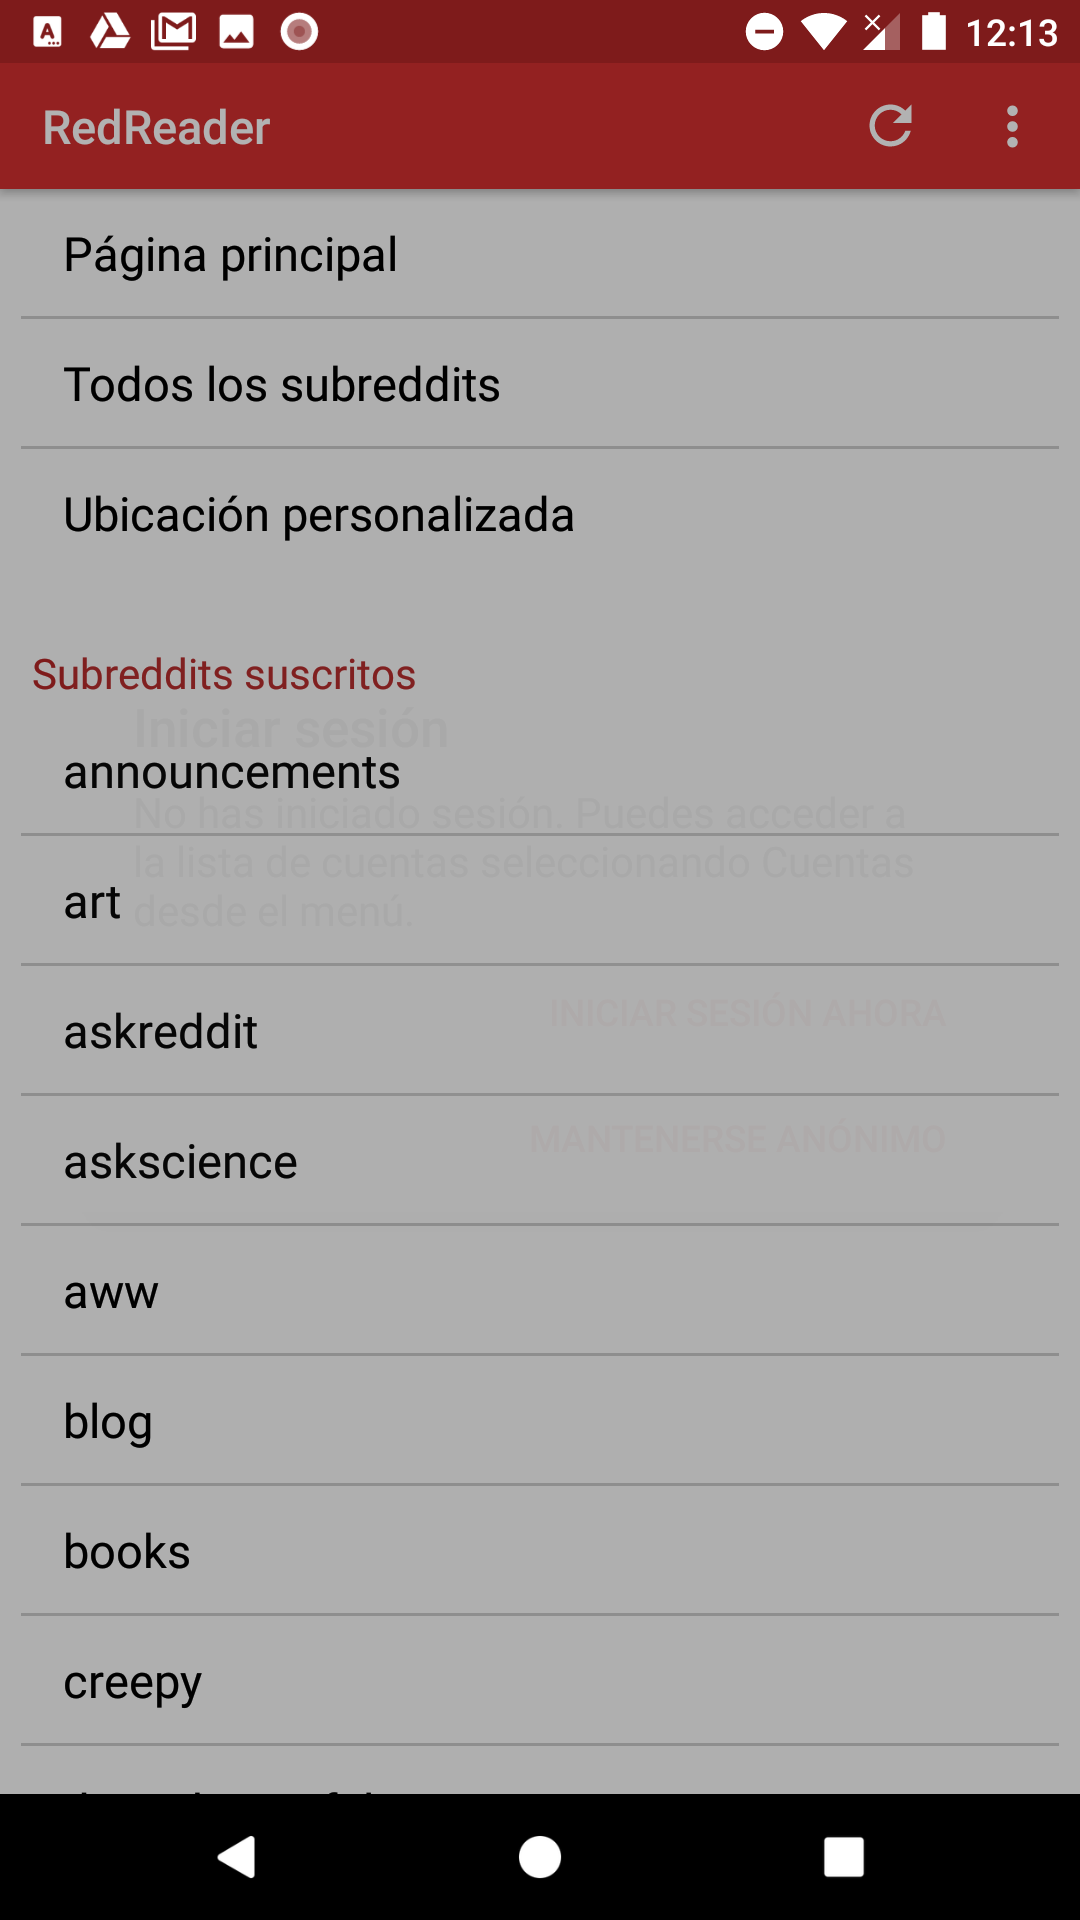 12:13
RedReader
Página principal
Todos los subreddits
Ubicación personalizada
Subreddits suscritos
Iniciar sesión
announcements
No has iniciado sesión. Puedes acceder a
la lista de cuentas seleccionando Cuentas
art
desde el menú.
INICIAR SESIÓN AHORA
askreddit
MANTENERSE ANÓNIMO
askscience
aww
blog
books
creepy